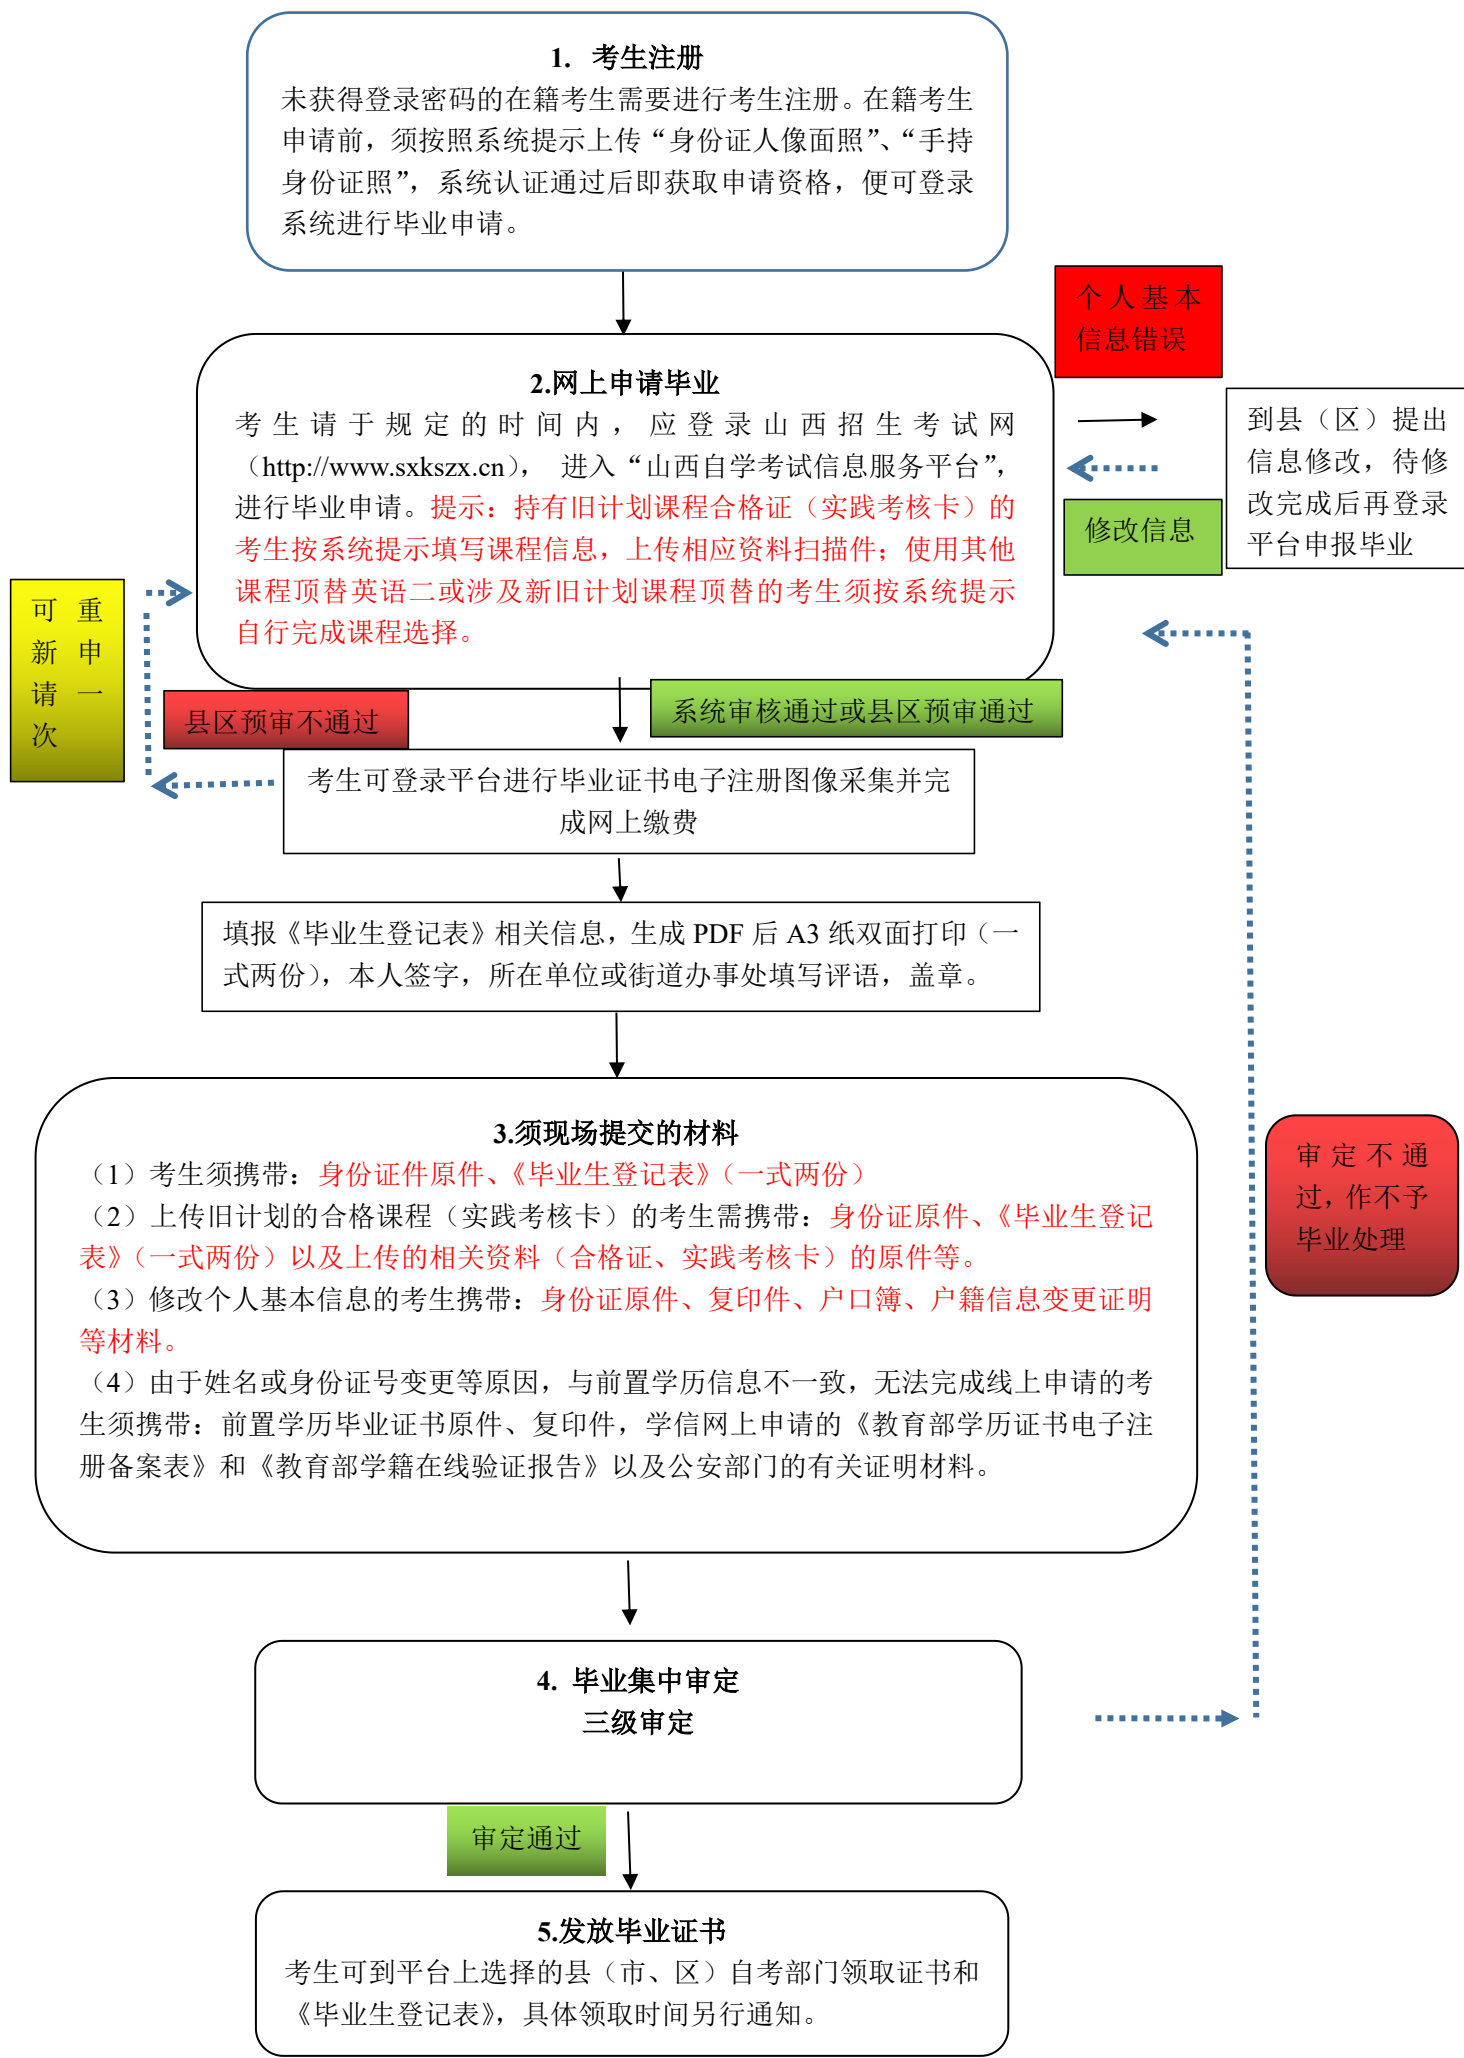 1. 考生注册
未获得登录密码的在籍考生需要进行考生注册。在籍考生
申请前，须按照系统提示上传“身份证人像面照”、“手持
身份证照”，系统认证通过后即获取申请资格，便可登录
系统进行毕业申请。
个人基本
信息错误
2.网上申请毕业
考生请于规定的时间内，应登录山西招生考试网
（http://www.sxkszx.cn）， 进入“山西自学考试信息服务平台”，
进行毕业申请。提示：持有旧计划课程合格证（实践考核卡）的
考生按系统提示填写课程信息，上传相应资料扫描件；使用其他
课程顶替英语二或涉及新旧计划课程顶替的考生须按系统提示
自行完成课程选择。
到县（区）提出
信息修改，待修
改完成后再登录
平台申报毕业
修改信息
可重
新申
请一
次
县区预审不通过
系统审核通过或县区预审通过
考生可登录平台进行毕业证书电子注册图像采集并完
成网上缴费
填报《毕业生登记表》相关信息，生成 PDF 后 A3 纸双面打印（一
式两份），本人签字，所在单位或街道办事处填写评语，盖章。
3.须现场提交的材料
（1）考生须携带：身份证件原件、《毕业生登记表》（一式两份）
（2）上传旧计划的合格课程（实践考核卡）的考生需携带：身份证原件、《毕业生登记
表》（一式两份）以及上传的相关资料（合格证、实践考核卡）的原件等。
（3）修改个人基本信息的考生携带：身份证原件、复印件、户口簿、户籍信息变更证明
等材料。
（4）由于姓名或身份证号变更等原因，与前置学历信息不一致，无法完成线上申请的考
生须携带：前置学历毕业证书原件、复印件，学信网上申请的《教育部学历证书电子注
册备案表》和《教育部学籍在线验证报告》以及公安部门的有关证明材料。
审定不通
过，作不予
毕业处理
4. 毕业集中审定
三级审定
审定通过
5.发放毕业证书
考生可到平台上选择的县（市、区）自考部门领取证书和
《毕业生登记表》，具体领取时间另行通知。